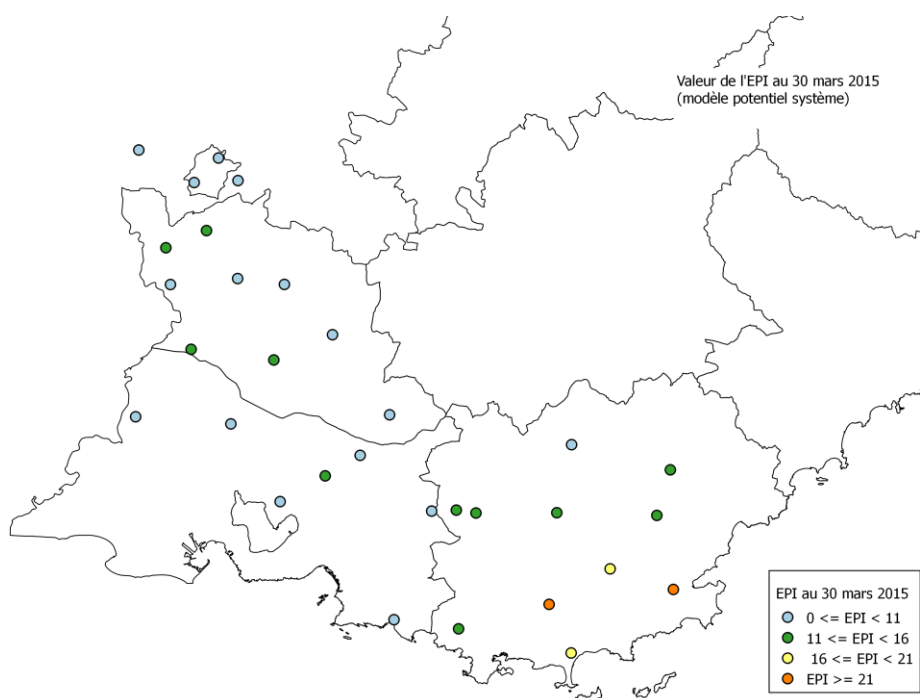 Valeur de l'EPI au 30 mars 2015
(modèle potentiel système)
EPI au 30 mars 2015
0 <= EPI < 11
11 <= EPI < 16
16 <= EPI < 21
EPI >= 21